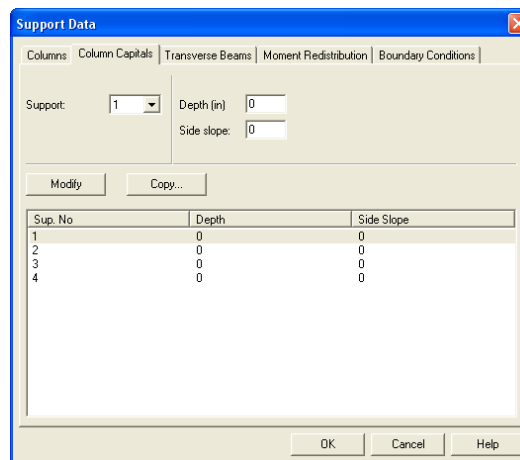 Support Data
Columns Column Capitals Transverse Beams Moment Redistribution Boundary Conditions
Support: 1 Depth (in) 0
Side slope: 0
Modify Copy...
Sup. No Depth Side Slope
1 0 0
2 0 0
3 0 0
4 0 0
OK Cancel Help